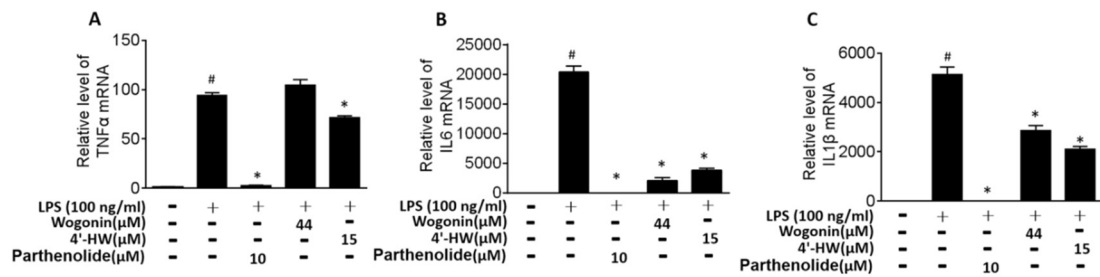 A
Relative level of
TNFα mRNA
150
100
50
0
#
*
*
LPS (100 ng/ml) - + + + +
Wogonin(μM) - - - 44 -
4'-HW(μM) - - - - 15
Parthenolide(μM) - - 10 - -
B
Relative level of
IL6 mRNA
25000
20000
15000
10000
5000
0
#
*
*
*
LPS (100 ng/ml) - + + + +
Wogonin(μM) - - - 44 -
4'-HW(μM) - - - - 15
Parthenolide(μM) - - 10 - -
C
Relative level of
IL1β mRNA
6000
4000
2000
0
#
*
*
*
LPS (100 ng/ml) - + + + +
Wogonin(μM) - - - 44 -
4'-HW(μM) - - - - 15
Parthenolide(μM) - - 10 - -